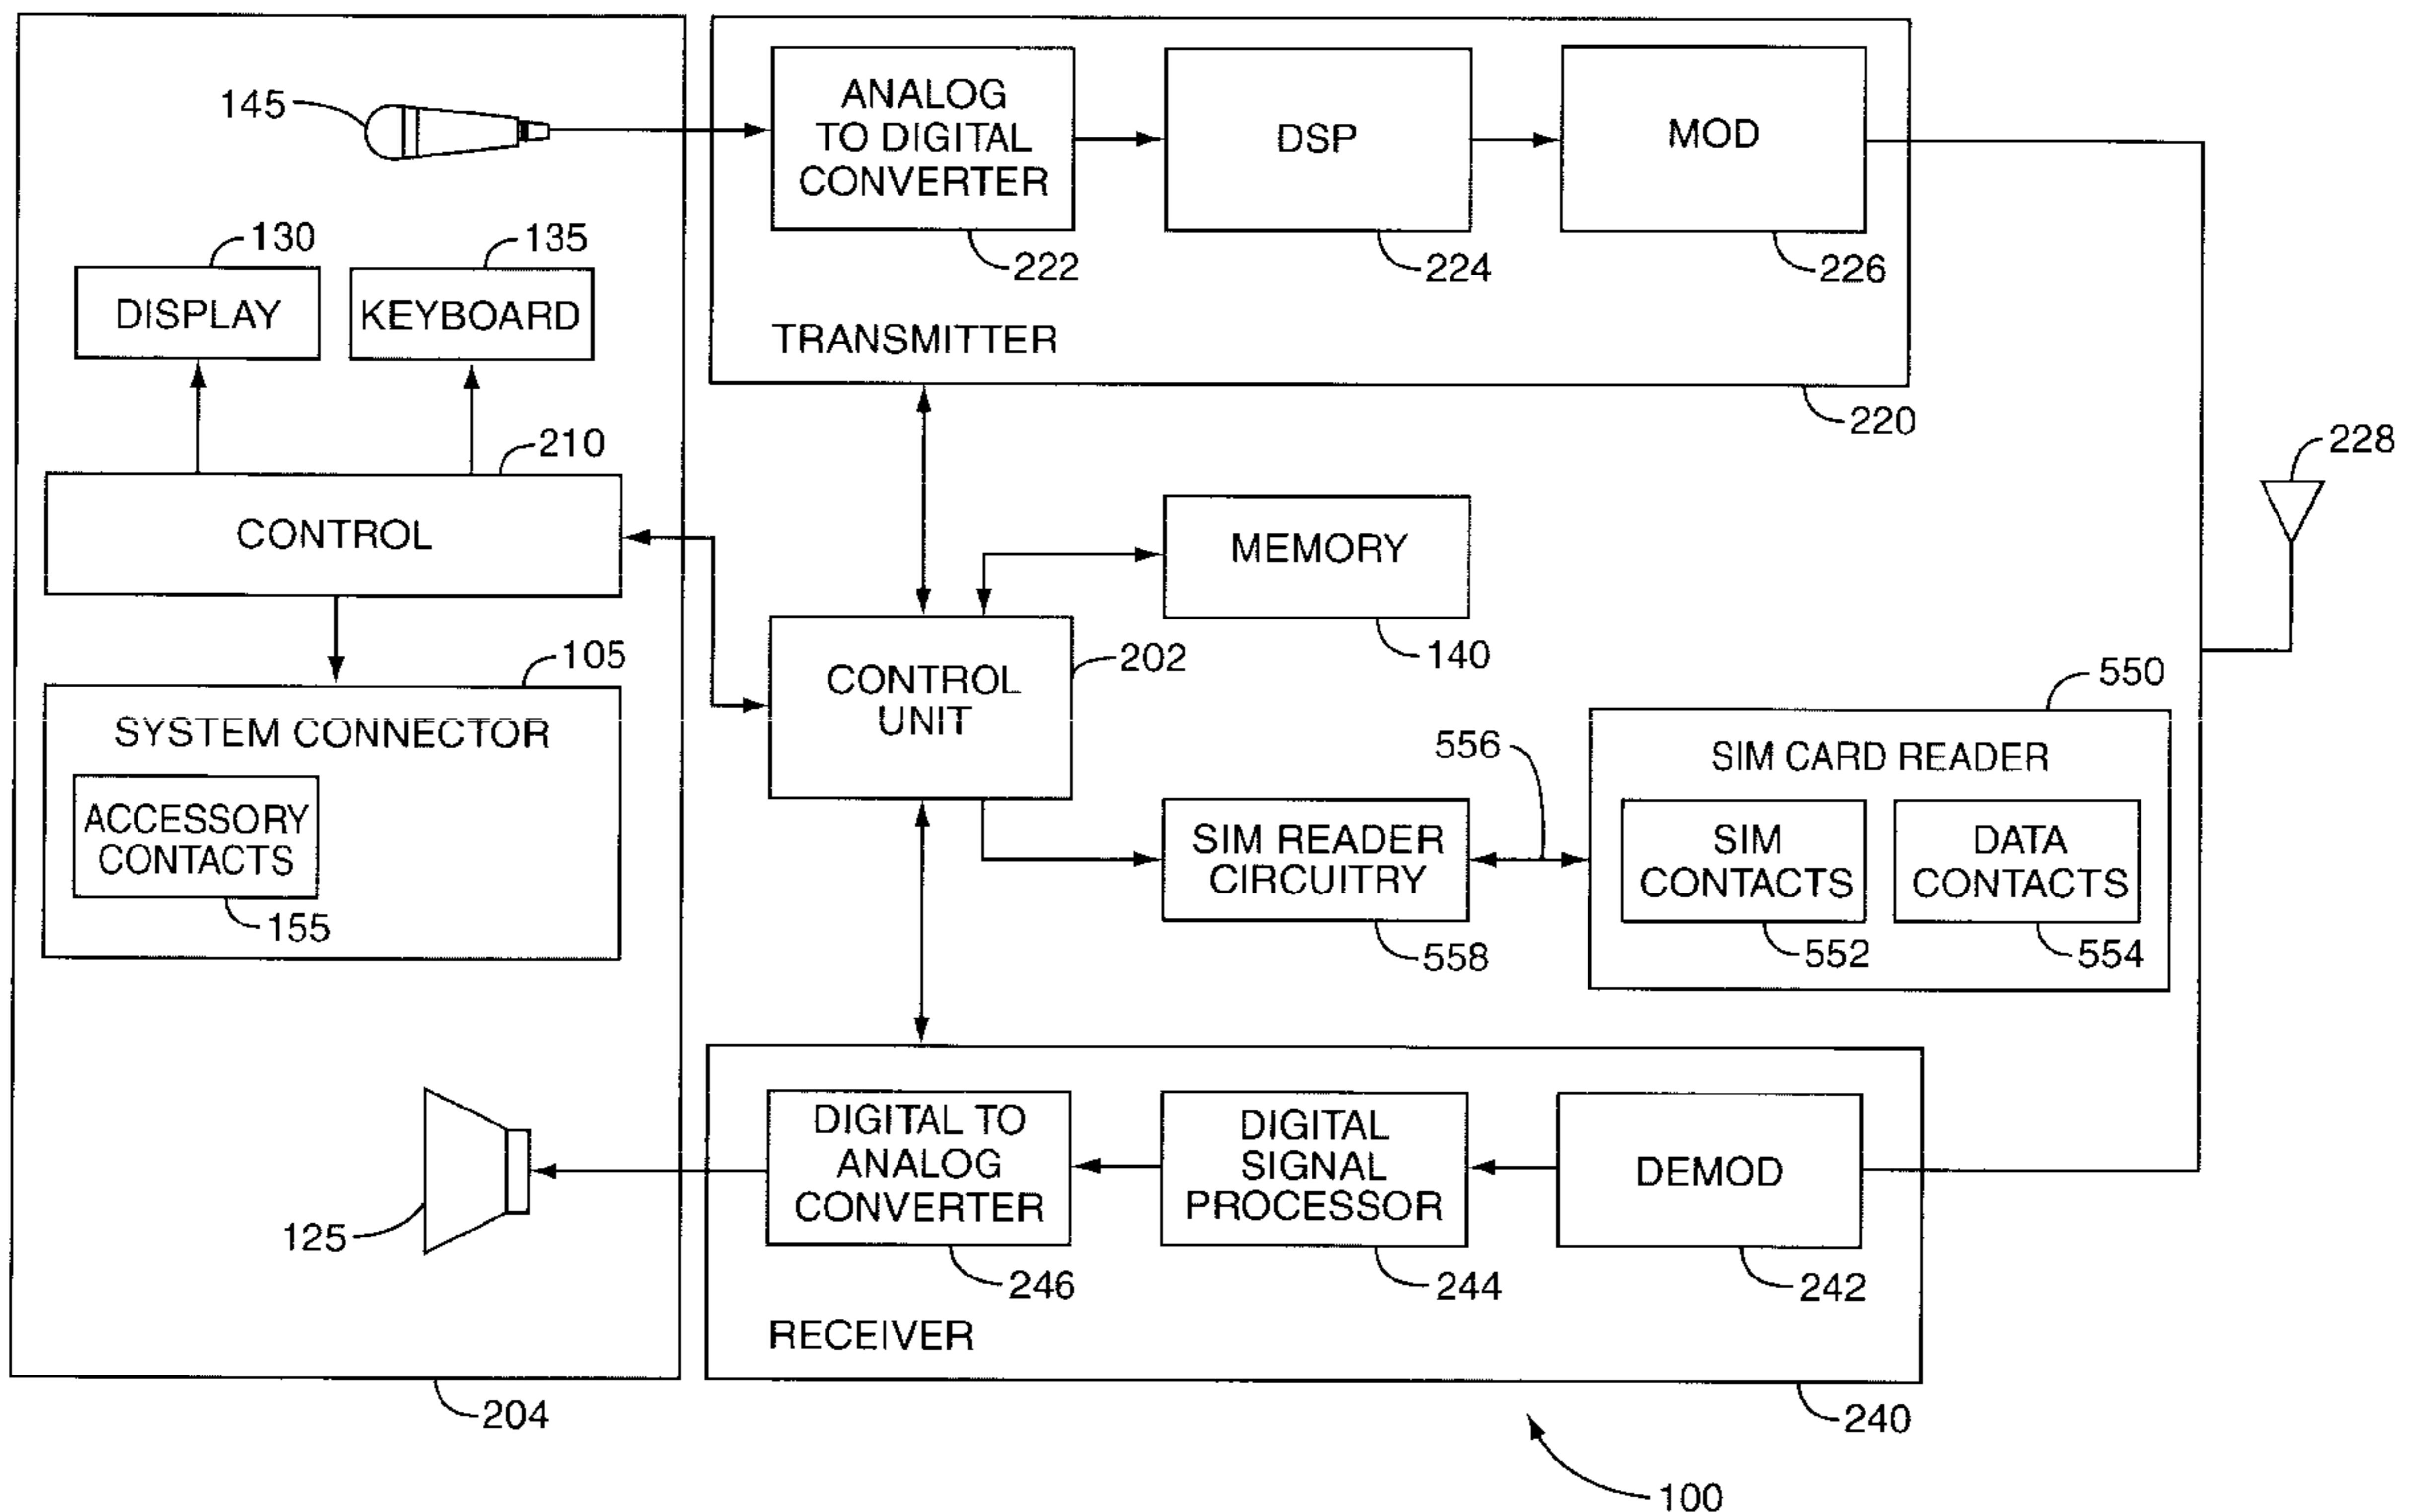 145
ANALOG
TO DIGITAL
CONVERTER
222
DSP
224
MOD
226
TRANSMITTER
220
130
DISPLAY
135
KEYBOARD
210
CONTROL
105
SYSTEM CONNECTOR
ACCESSORY
CONTACTS
155
125
204
CONTROL
UNIT
202
MEMORY
140
SIM READER
CIRCUITRY
558
556
550
SIM CARD READER
SIM
CONTACTS
552
DATA
CONTACTS
554
228
DIGITAL TO
ANALOG
CONVERTER
246
DIGITAL
SIGNAL
PROCESSOR
244
DEMOD
242
RECEIVER
240
100